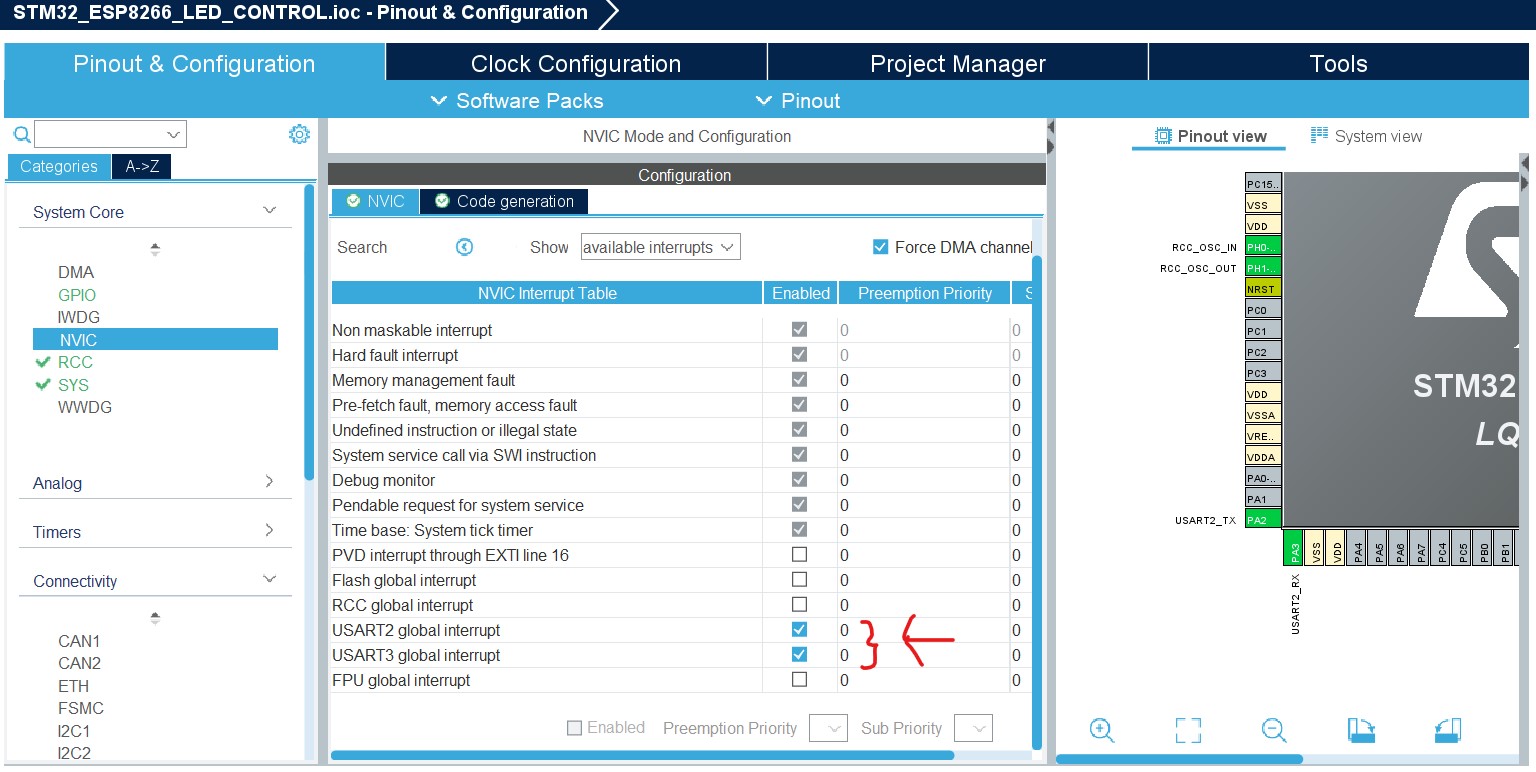 STM32_ESP8266_LED_CONTROL.ioc - Pinout & Configuration
Pinout & Configuration
Clock Configuration
Project Manager
Tools
Software Packs
Pinout
Categories
A->Z
System Core
DMA
GPIO
IWDG
NVIC
RCC
SYS
WWDG
Analog
Timers
Connectivity
CAN1
CAN2
ETH
FSMC
I2C1
I2C2
NVIC Mode and Configuration
Configuration
NVIC
Code generation
Search
Show
available interrupts
Force DMA channel
NVIC Interrupt Table Enabled Preemption Priority S
Non maskable interrupt 0 0
Hard fault interrupt 0 0
Memory management fault 0 0
Pre-fetch fault, memory access fault 0 0
Undefined instruction or illegal state 0 0
System service call via SWI instruction 0 0
Debug monitor 0 0
Pendable request for system service 0 0
Time base: System tick timer 0 0
PVD interrupt through EXTI line 16 0 0
Flash global interrupt 0 0
RCC global interrupt 0 0
USART2 global interrupt 0 0
USART3 global interrupt 0 0
FPU global interrupt 0 0
Enabled Preemption Priority Sub Priority
Pinout view
System view
PC15..
VSS
VDD
RCC_OSC_IN PH0-..
RCC_OSC_OUT PH1-..
NRST
PC0
PC1
PC2
PC3
VDD
VSSA
VRE..
VDDA
PA0-..
PA1
USART2_TX PA2
STM32
LQ
PA3
VSS
VDD
PA4
PA5
PA6
PA7
PC4
PC5
PB0
PB1
USART2_RX